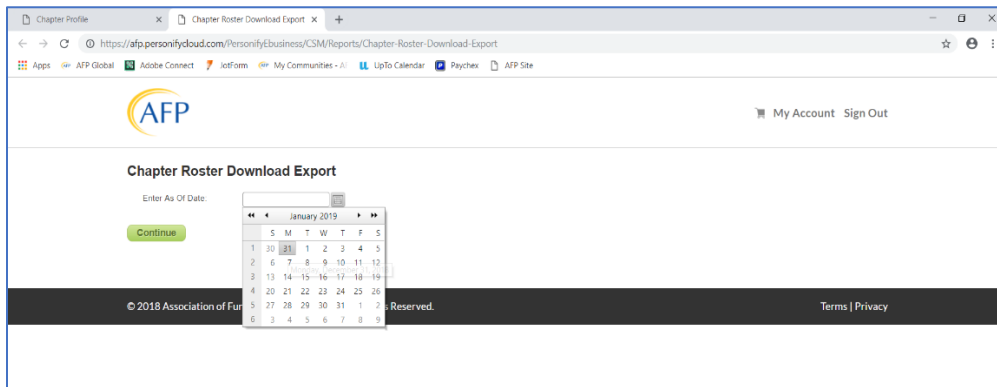 Chapter Profile
Chapter Roster Download Export
https://afp.personifycloud.com/PersonifyEbusiness/CSM/Reports/Chapter-Roster-Download-Export
Apps AFP Global Adobe Connect JotForm My Communities - A UpTo Calendar Paychex AFP Site
AFP
My Account Sign Out
Chapter Roster Download Export
Enter As Of Date:
January 2019
Continue
S M T W T F S
1 30 31 1 2 3 4 5
2 6 7 8 9 10 11 12
Monday, December 31,
3 13 14 15 16 17 18 19
4 20 21 22 23 24 25 26
© 2018 Association of Fun 5 27 28 29 30 31 1 2 s Reserved. Terms | Privacy
6 3 4 5 6 7 8 9